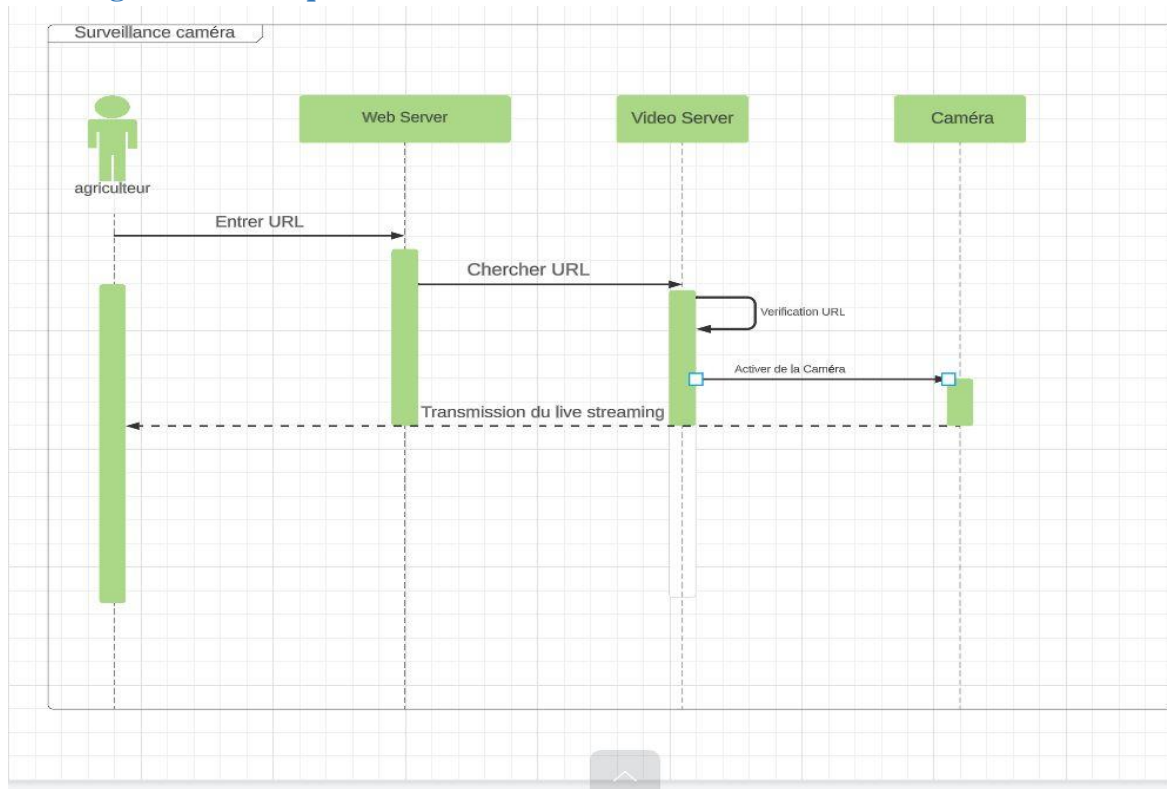 Surveillance caméra
Web Server
Video Server
Caméra
agriculteur
Entrer URL
Chercher URL
Verification URL
Activer de la Caméra
Transmission du live streaming